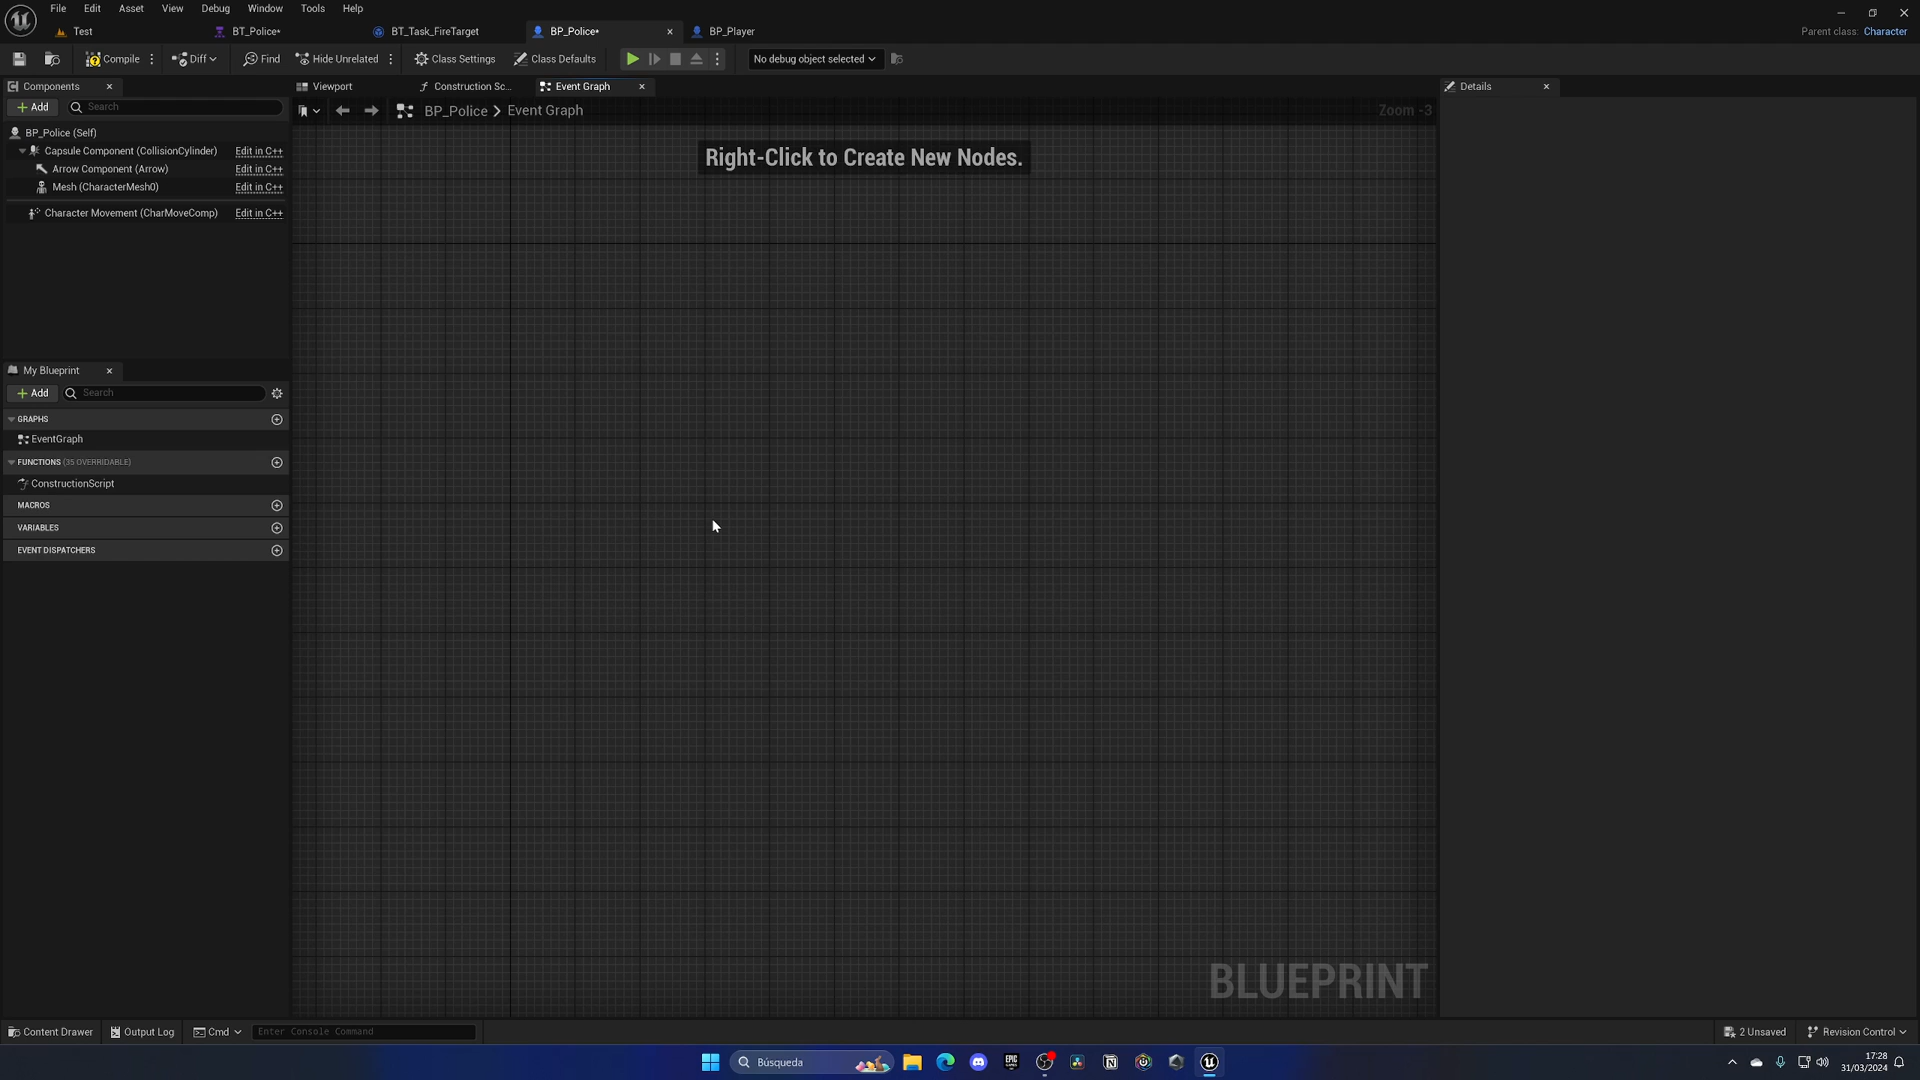 File Edit Asset View Debug Window Tools Help
Test BT_Police* BT_Task_FireTarget BP_Police* BP_Player
Parent class: Character
Compile Diff Find Hide Unrelated Class Settings Class Defaults No debug object selected
Components
Viewport Construction Sc... Event Graph
Details
Add Search
BP_Police > Event Graph
Zoom -3
BP_Police (Self)
Capsule Component (CollisionCylinder) Edit in C++
Arrow Component (Arrow) Edit in C++
Mesh (CharacterMesh0) Edit in C++
Character Movement (CharMoveComp) Edit in C++
Right-Click to Create New Nodes.
My Blueprint
Add Search
GRAPHS
EventGraph
FUNCTIONS (35 OVERRIDABLE)
ConstructionScript
MACROS
VARIABLES
EVENT DISPATCHERS
BLUEPRINT
Content Drawer Output Log Cmd Enter Console Command
2 Unsaved Revision Control
Búsqueda
EPIC GAMES
17:28
31/03/2024